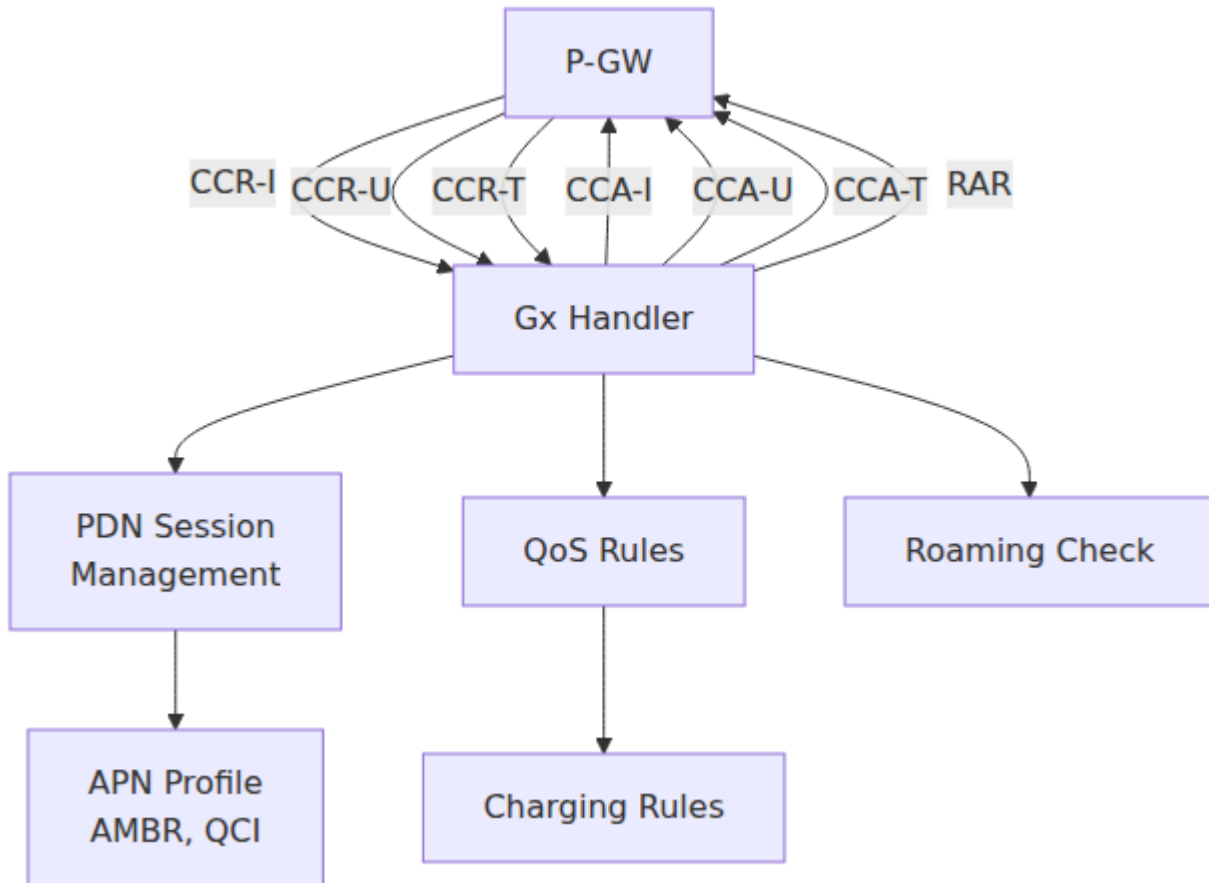 P-GW
CCR-I
CCR-U
CCR-T
CCA-I
CCA-U
CCA-T
RAR
Gx Handler
PDN Session
Management
QoS Rules
Roaming Check
APN Profile
AMBR, QCI
Charging Rules